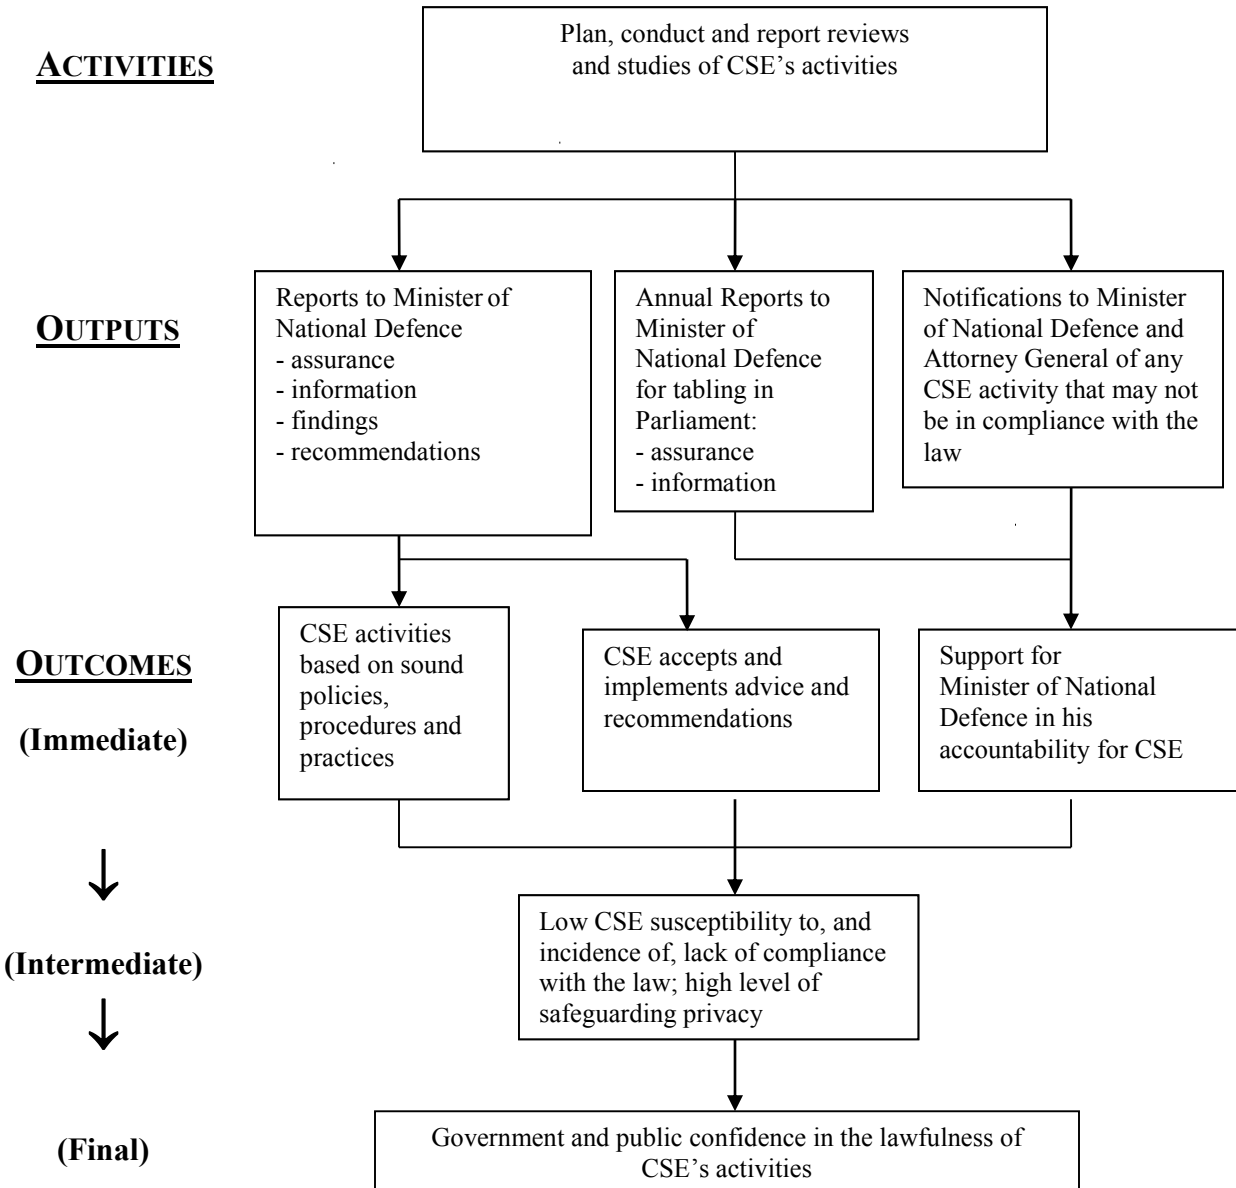 ACTIVITIES
Plan, conduct and report reviews
and studies of CSE’s activities
OUTPUTS
Reports to Minister of
National Defence
- assurance
- information
- findings
- recommendations
Annual Reports to
Minister of
National Defence
for tabling in
Parliament:
- assurance
- information
Notifications to Minister
of National Defence and
Attorney General of any
CSE activity that may not
be in compliance with the
law
OUTCOMES
(Immediate)
CSE activities
based on sound
policies,
procedures and
practices
CSE accepts and
implements advice and
recommendations
Support for
Minister of National
Defence in his
accountability for CSE
(Intermediate)
Low CSE susceptibility to, and
incidence of, lack of compliance
with the law; high level of
safeguarding privacy
(Final)
Government and public confidence in the lawfulness of
CSE’s activities